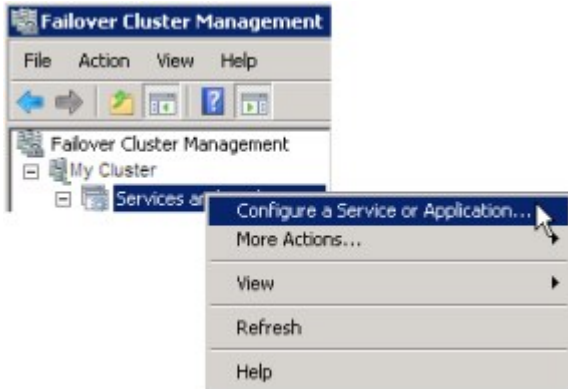 Failover Cluster Management
File Action View Help
Failover Cluster Management
My Cluster
Services
Configure a Service or Application...
More Actions...
View
Refresh
Help